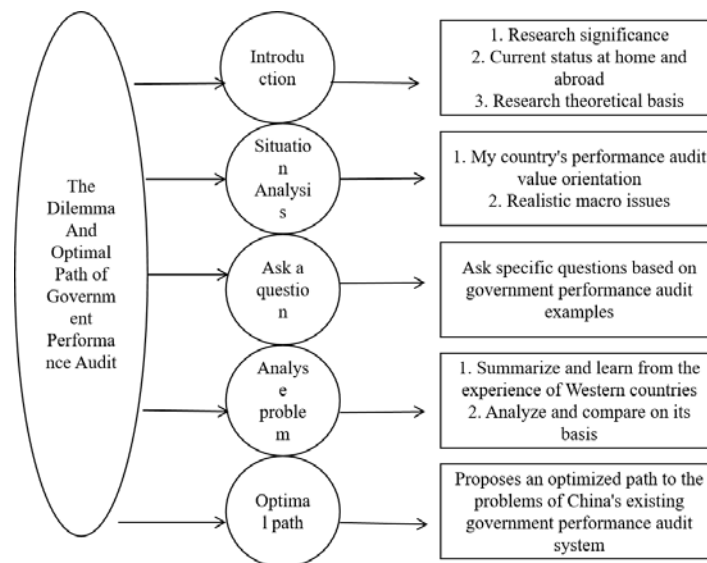 The
Dilemma
And
Optimal
Path of
Governm
ent
Performa
nce Audit
Introdu
ction
1. Research significance
2. Current status at home and
abroad
3. Research theoretical basis
Situatio
n
Analysi
s
1. My country's performance audit
value orientation
2. Realistic macro issues
Ask a
questio
n
Ask specific questions based on
government performance audit
examples
Analys
e
proble
m
1. Summarize and learn from the
experience of Western countries
2. Analyze and compare on its
basis
Optima
l path
Proposes an optimized path to the
problems of China's existing
government performance audit
system